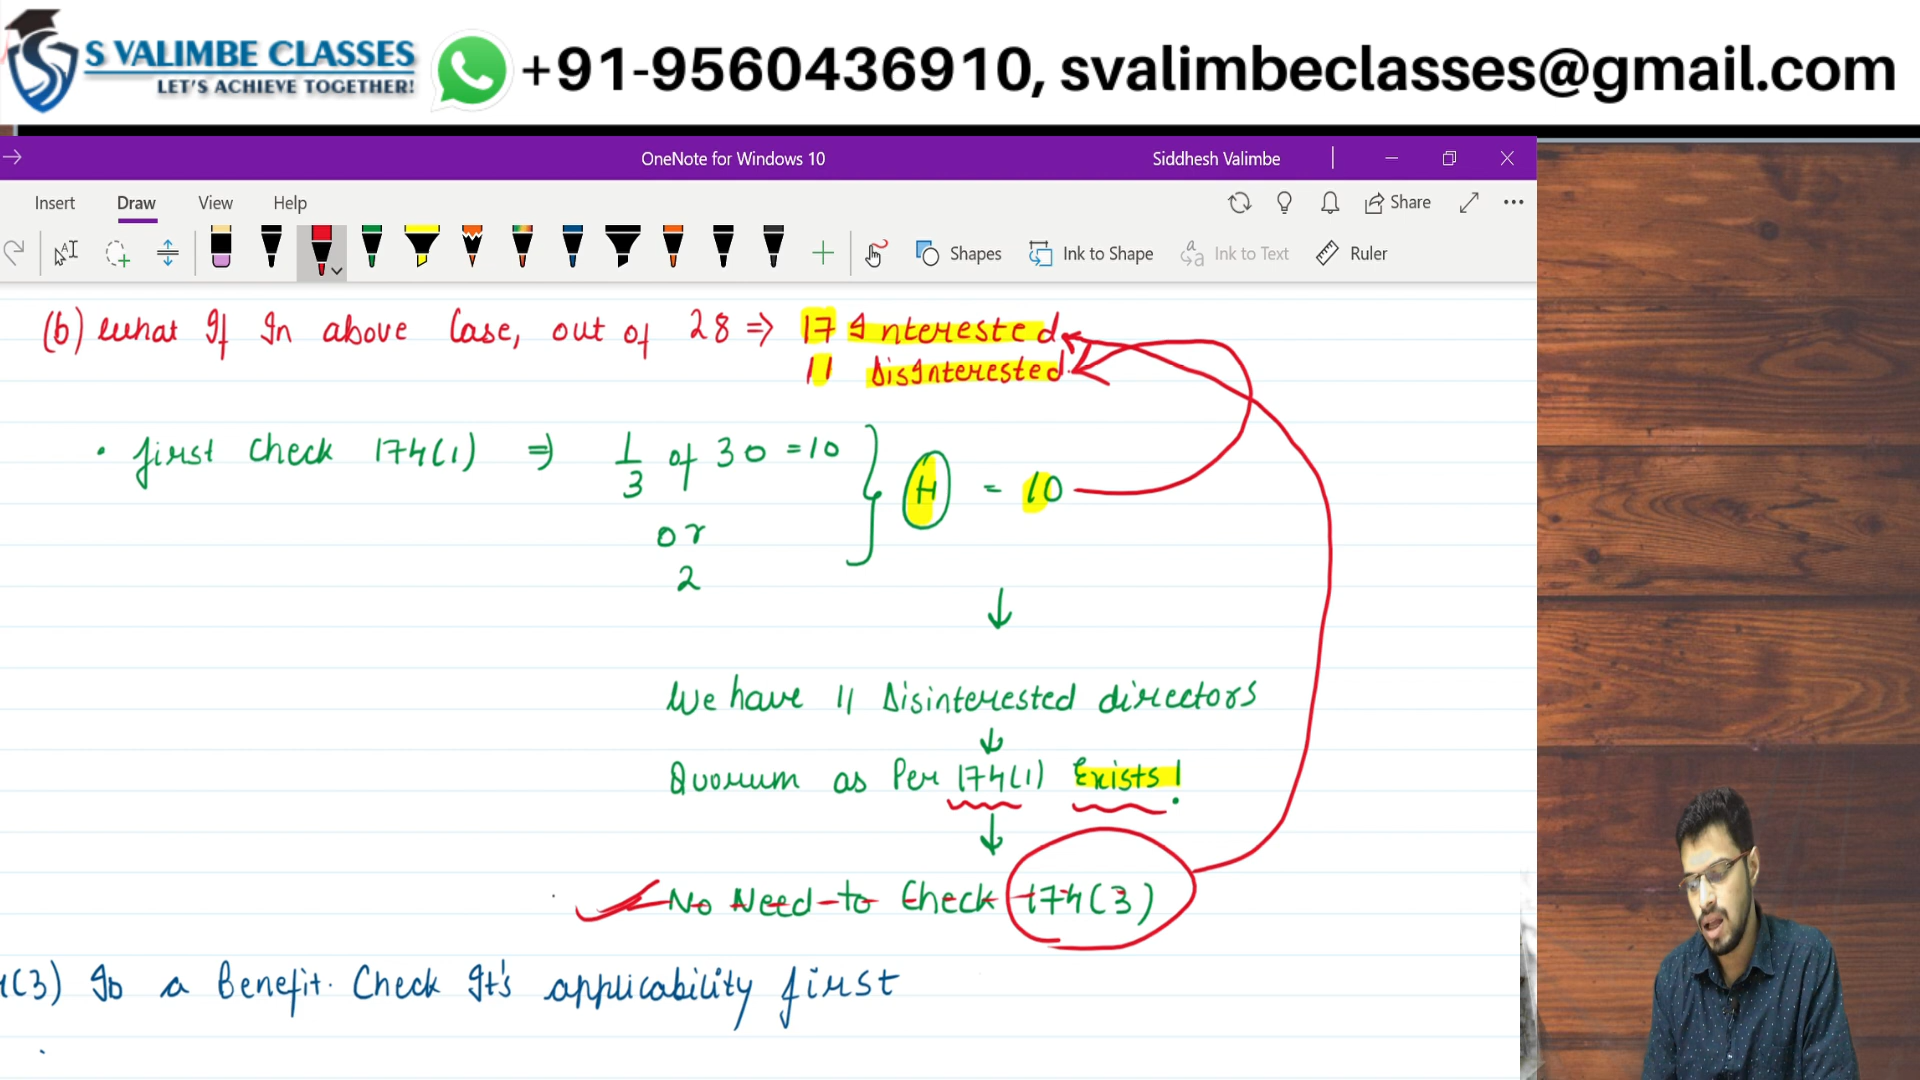 S VALIMBE CLASSES
LET'S ACHIEVE TOGETHER!
+91-9560436910, svalimbeclasses@gmail.com
OneNote for Windows 10
Siddhesh Valimbe
Insert Draw View Help
Share
Shapes
Ink to Shape
Ink to Text
Ruler
(b) What If In above Case, out of 28 ⇒ 17 Interested
11 DisInterested.
• first Check 174(1) ⇒ 1/3 of 30 = 10
or
2
H = 10
↓
We have 11 Disinterested directors
↓
Quorum as Per 174(1) Exists!
↓
No Need to Check 174(3)
(3) Is a Benefit. Check It's applicability first